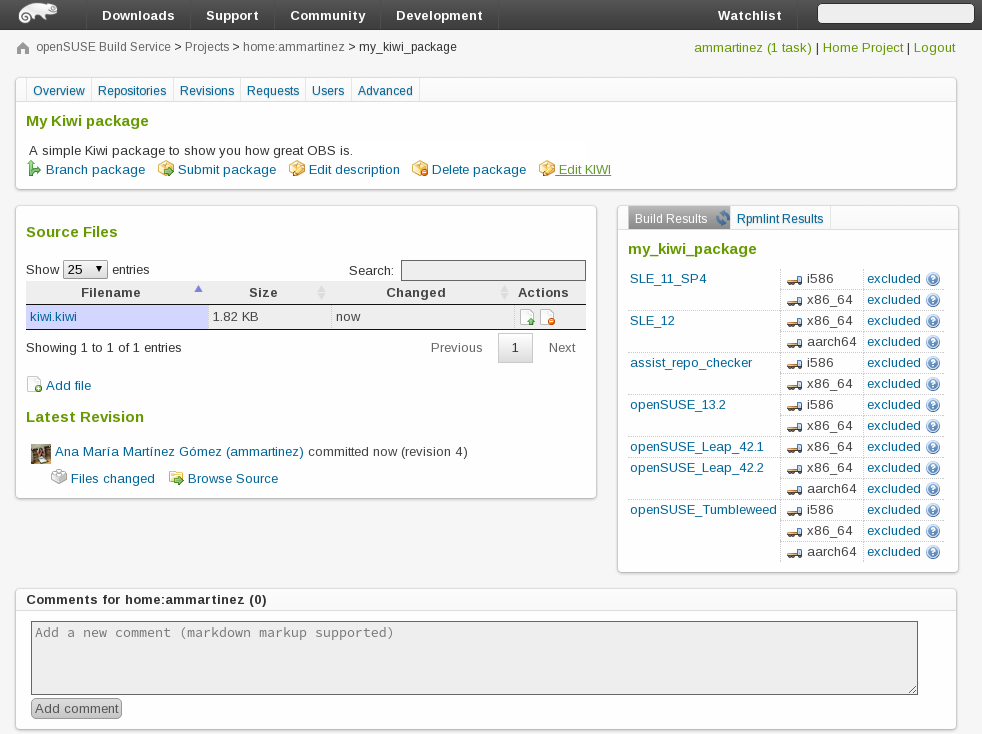 Downloads Support Community Development Watchlist
openSUSE Build Service > Projects > home:ammartinez > my_kiwi_package
ammartinez (1 task) | Home Project | Logout
Overview Repositories Revisions Requests Users Advanced
My Kiwi package
A simple Kiwi package to show you how great OBS is.
Branch package Submit package Edit description Delete package Edit KIWI
Source Files
Show 25 entries Search:
Filename Size Changed Actions
kiwi.kiwi 1.82 KB now
Showing 1 to 1 of 1 entries Previous 1 Next
Add file
Latest Revision
Ana María Martínez Gómez (ammartinez) committed now (revision 4)
Files changed Browse Source
Build Results Rpmlint Results
my_kiwi_package
SLE_11_SP4 i586 excluded
x86_64 excluded
SLE_12 x86_64 excluded
aarch64 excluded
assist_repo_checker i586 excluded
x86_64 excluded
openSUSE_13.2 i586 excluded
x86_64 excluded
openSUSE_Leap_42.1 x86_64 excluded
openSUSE_Leap_42.2 x86_64 excluded
aarch64 excluded
openSUSE_Tumbleweed i586 excluded
x86_64 excluded
aarch64 excluded
Comments for home:ammartinez (0)
Add a new comment (markdown markup supported)
Add comment